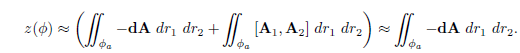 z(ϕ) ≈ (∬_{ϕ_a} −𝐝𝐀 dr_1 dr_2 + ∬_{ϕ_a} [𝐀_1, 𝐀_2] dr_1 dr_2) ≈ ∬_{ϕ_a} −𝐝𝐀 dr_1 dr_2.